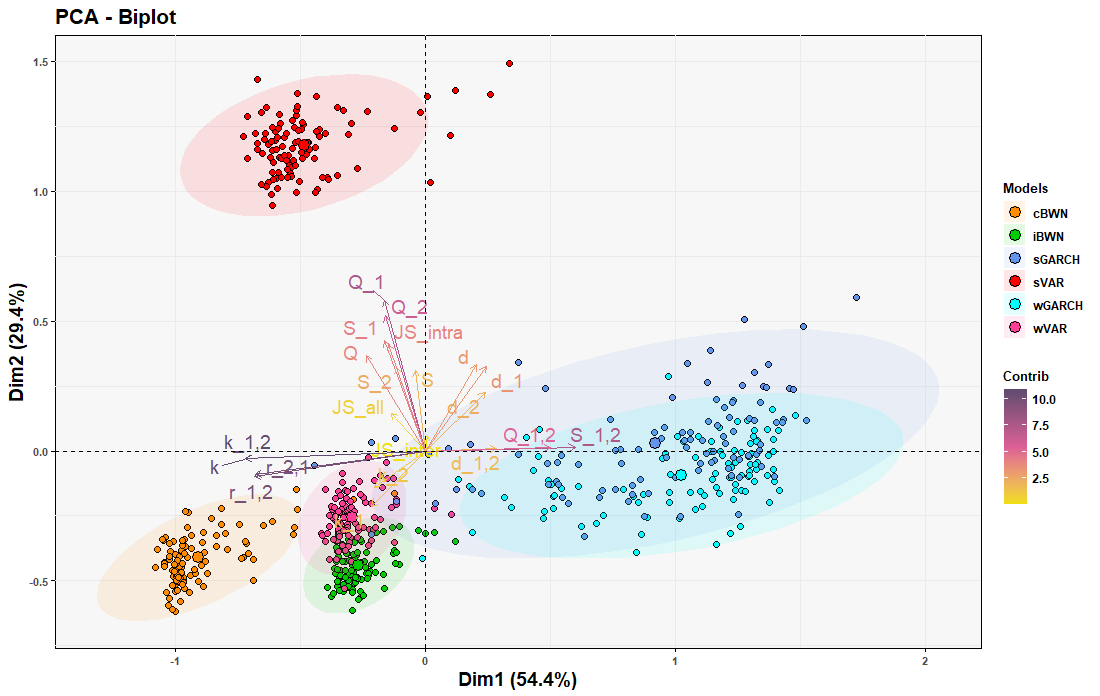 PCA - Biplot
1.5
1.0
0.5
0.0
-0.5
Dim2 (29.4%)
Q_1
Q_2
S_1
JS_intra
Q
d
S_2
S
d_1
JS_all
d_2
Q_1,2
S_1,2
k_1,2
k
r_2,1
d_1,2
r_1,2
-1
0
1
2
Dim1 (54.4%)
Models
cBWN
iBWN
sGARCH
sVAR
wGARCH
wVAR
Contrib
10.0
7.5
5.0
2.5